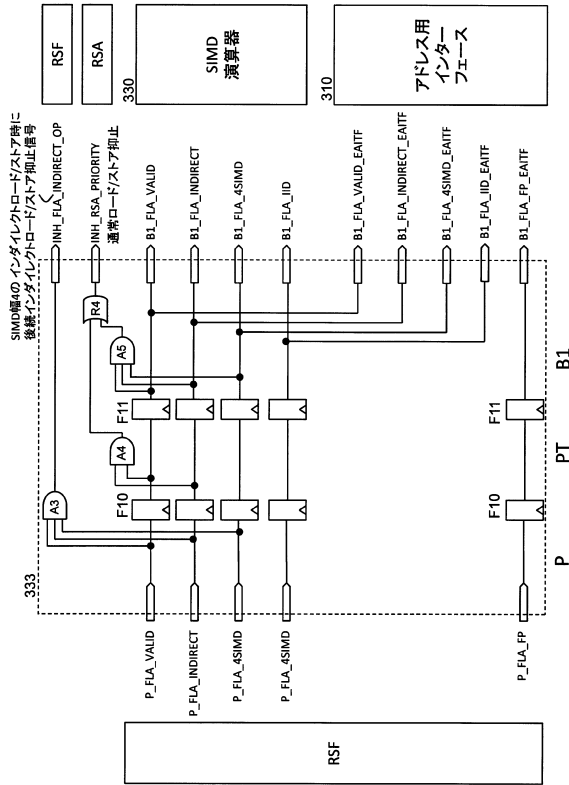 SIMD幅4の インダイレクトロード/ストア時に
後続インダイレクトロード/ストア抑止信号
RSF
RSA
330
SIMD
演算器
310
アドレス用
インター
フェース
INH_FLA_INDIRECT_OP
INH_RSA_PRIORITY
通常ロード/ストア抑止
B1_FLA_VALID
B1_FLA_INDIRECT
B1_FLA_4SIMD
B1_FLA_IID
B1_FLA_VALID_EAITF
B1_FLA_INDIRECT_EAITF
B1_FLA_4SIMD_EAITF
B1_FLA_IID_EAITF
B1_FLA_FP_EAITF
333
A3
A4
A5
R4
F10
F11
F10
F11
P
PT
B1
P_FLA_VALID
P_FLA_INDIRECT
P_FLA_4SIMD
P_FLA_4SIMD
P_FLA_FP
RSF